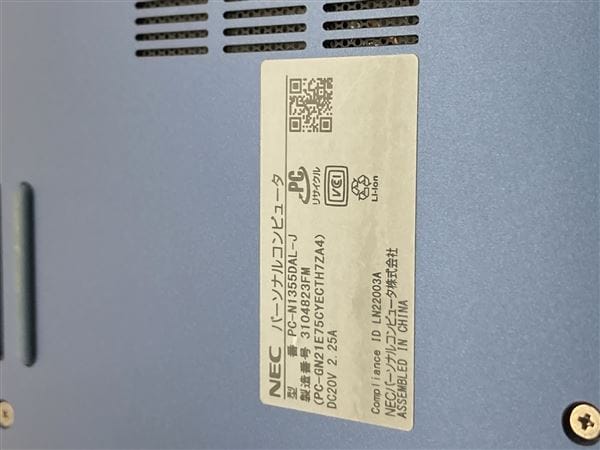 NEC パーソナルコンピュータ
型 番 PC-N1355DAL-J
製造番号 3104823FM
(PC-GN21E75CYECTH7ZA4)
DC20V 2.25A
PC
リサイクル
VCCI
Li-ion
Compliance ID LN22003A
NECパーソナルコンピュータ株式会社
ASSEMBLED IN CHINA